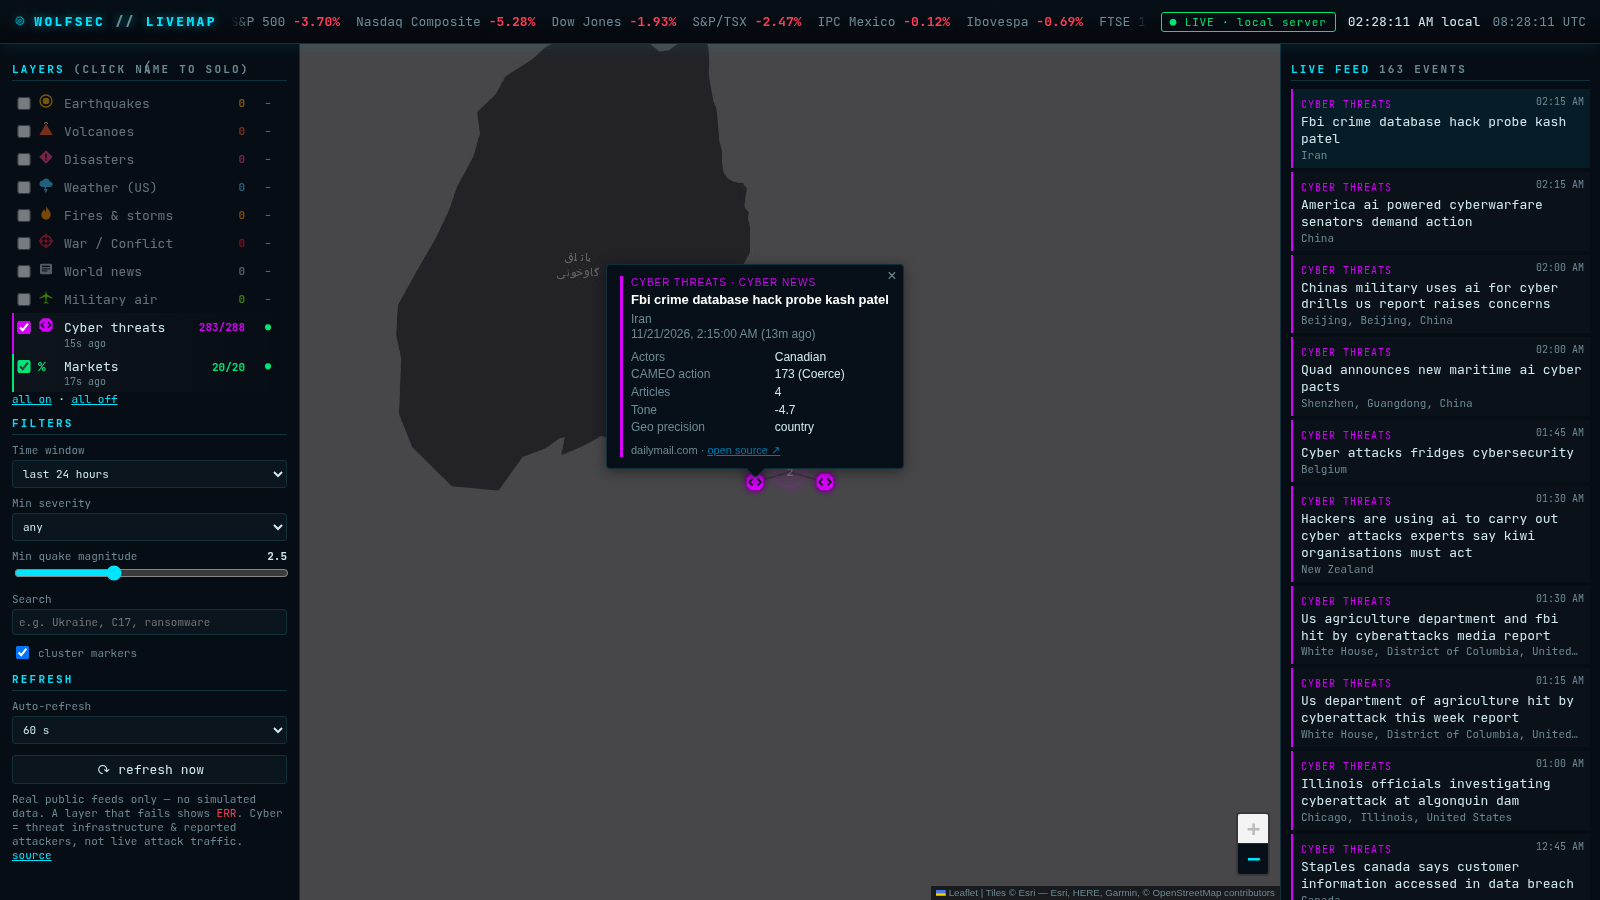 WOLFSEC // LIVEMAP
S&P 500 -3.70% Nasdaq Composite -5.28% Dow Jones -1.93% S&P/TSX -2.47% IPC Mexico -0.12% Ibovespa -0.69% FTSE 1
LIVE · local server
02:28:11 AM local 08:28:11 UTC
LAYERS (CLICK NAME TO SOLO)
Earthquakes 0 –
Volcanoes 0 –
Disasters 0 –
Weather (US) 0 –
Fires & storms 0 –
War / Conflict 0 –
World news 0 –
Military air 0 –
Cyber threats 283/288
15s ago
% Markets 20/20
17s ago
all on · all off
FILTERS
Time window
last 24 hours
Min severity
any
Min quake magnitude 2.5
Search
e.g. Ukraine, C17, ransomware
cluster markers
REFRESH
Auto-refresh
60 s
⟳ refresh now
Real public feeds only — no simulated
data. A layer that fails shows ERR. Cyber
= threat infrastructure & reported
attackers, not live attack traffic.
source
باتلاق
گاوخونی
×
CYBER THREATS · CYBER NEWS
Fbi crime database hack probe kash patel
Iran
11/21/2026, 2:15:00 AM (13m ago)
Actors Canadian
CAMEO action 173 (Coerce)
Articles 4
Tone -4.7
Geo precision country
dailymail.com · open source ↗
2
+
−
Leaflet | Tiles © Esri — Esri, HERE, Garmin, © OpenStreetMap contributors
LIVE FEED 163 EVENTS
CYBER THREATS 02:15 AM
Fbi crime database hack probe kash
patel
Iran
CYBER THREATS 02:15 AM
America ai powered cyberwarfare
senators demand action
China
CYBER THREATS 02:00 AM
Chinas military uses ai for cyber
drills us report raises concerns
Beijing, Beijing, China
CYBER THREATS 02:00 AM
Quad announces new maritime ai cyber
pacts
Shenzhen, Guangdong, China
CYBER THREATS 01:45 AM
Cyber attacks fridges cybersecurity
Belgium
CYBER THREATS 01:30 AM
Hackers are using ai to carry out
cyber attacks experts say kiwi
organisations must act
New Zealand
CYBER THREATS 01:30 AM
Us agriculture department and fbi
hit by cyberattacks media report
White House, District of Columbia, United…
CYBER THREATS 01:15 AM
Us department of agriculture hit by
cyberattack this week report
White House, District of Columbia, United…
CYBER THREATS 01:00 AM
Illinois officials investigating
cyberattack at algonquin dam
Chicago, Illinois, United States
CYBER THREATS 12:45 AM
Staples canada says customer
information accessed in data breach
Canada